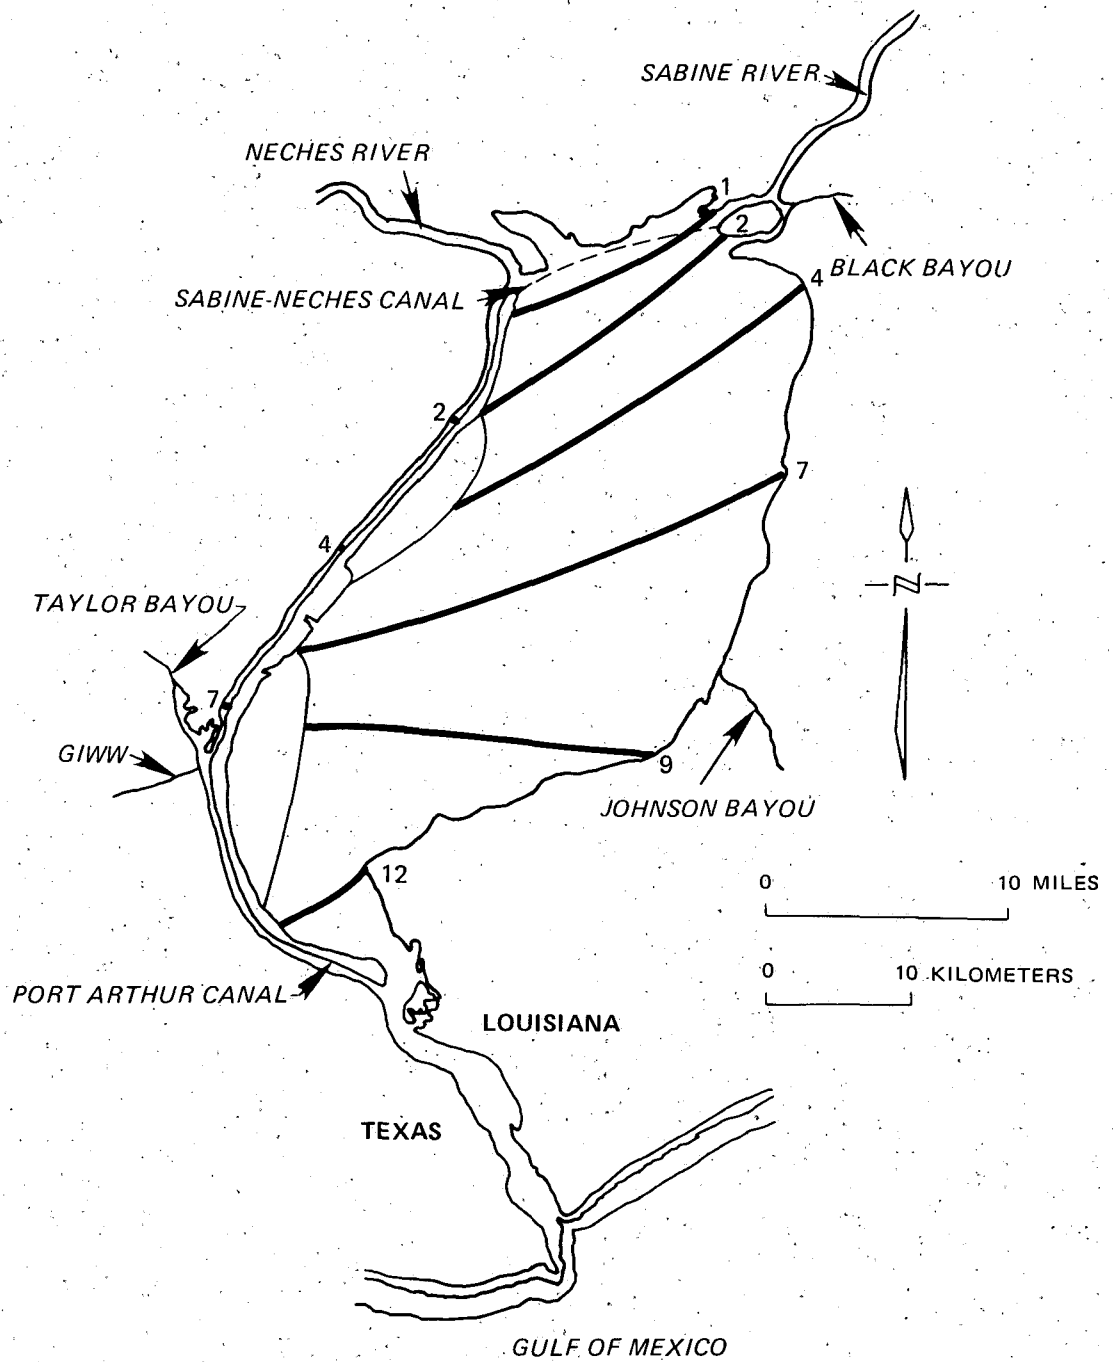 SABINE RIVER
NECHES RIVER
1
2
BLACK BAYOU
4
SABINE-NECHES CANAL
2
7
4
N
TAYLOR BAYOU
7
GIWW
9
JOHNSON BAYOU
12
0 10 MILES
0 10 KILOMETERS
PORT ARTHUR CANAL
LOUISIANA
TEXAS
GULF OF MEXICO